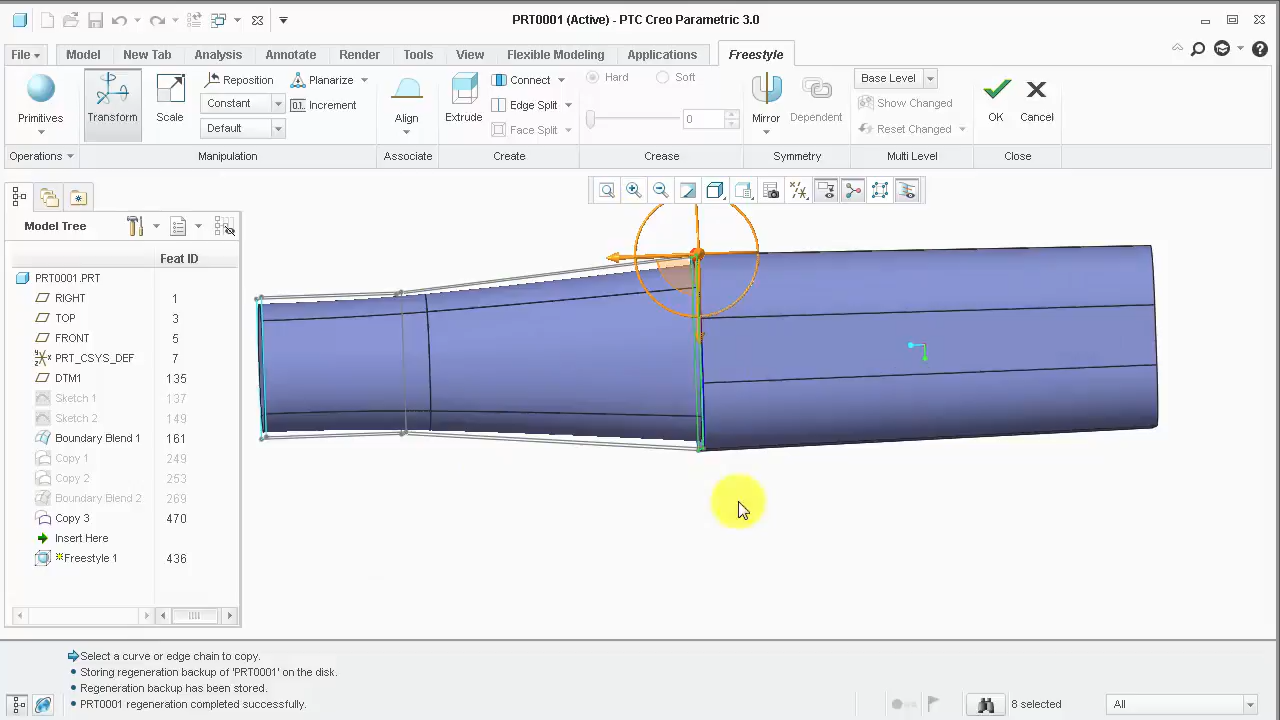 PRT0001 (Active) - PTC Creo Parametric 3.0
File Model New Tab Analysis Annotate Render Tools View Flexible Modeling Applications Freestyle
Primitives
Transform
Scale
Reposition
Constant
Default
Planarize
Increment
Align
Extrude
Connect
Edge Split
Face Split
Hard Soft
0
Mirror
Dependent
Base Level
Show Changed
Reset Changed
OK
Cancel
Operations Manipulation Associate Create Crease Symmetry Multi Level Close
Model Tree
Feat ID
PRT0001.PRT
RIGHT 1
TOP 3
FRONT 5
PRT_CSYS_DEF 7
DTM1 135
Sketch 1 137
Sketch 2 149
Boundary Blend 1 161
Copy 1 249
Copy 2 253
Boundary Blend 2 269
Copy 3 470
Insert Here
Freestyle 1 436
Select a curve or edge chain to copy.
Storing regeneration backup of 'PRT0001' on the disk.
Regeneration backup has been stored.
PRT0001 regeneration completed successfully.
8 selected
All